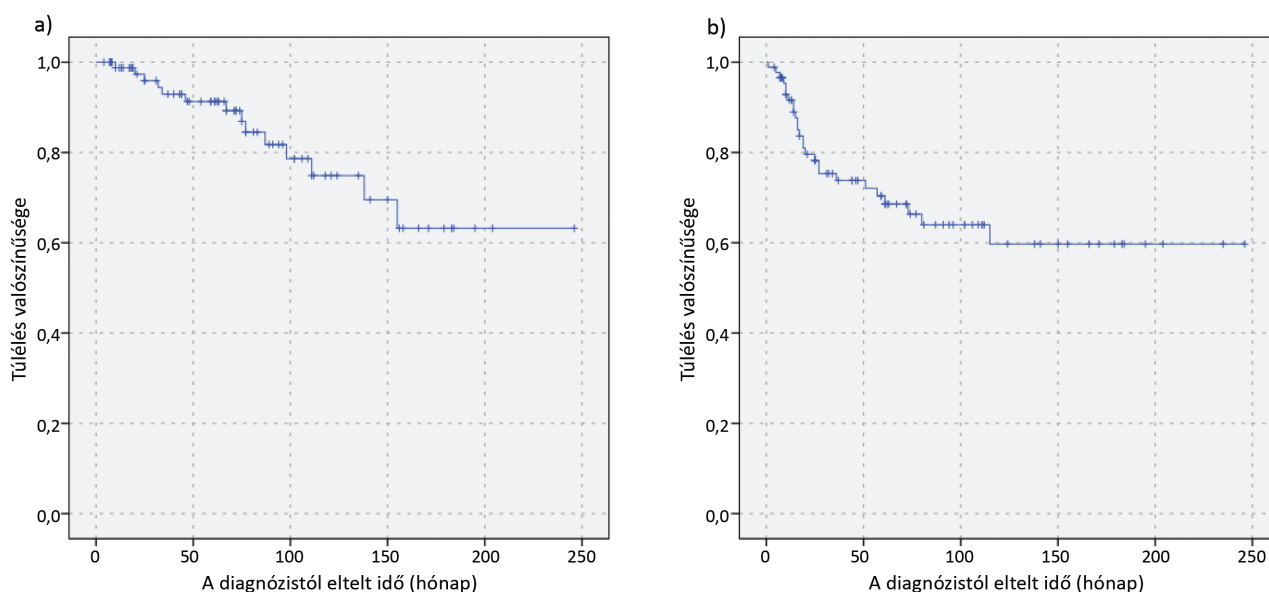 a)
1,0
0,8
0,6
0,4
0,2
0,0
Túlélés valószínűsége
0 50 100 150 200 250
A diagnózistól eltelt idő (hónap)
b)
1,0
0,8
0,6
0,4
0,2
0,0
Túlélés valószínűsége
0 50 100 150 200 250
A diagnózistól eltelt idő (hónap)